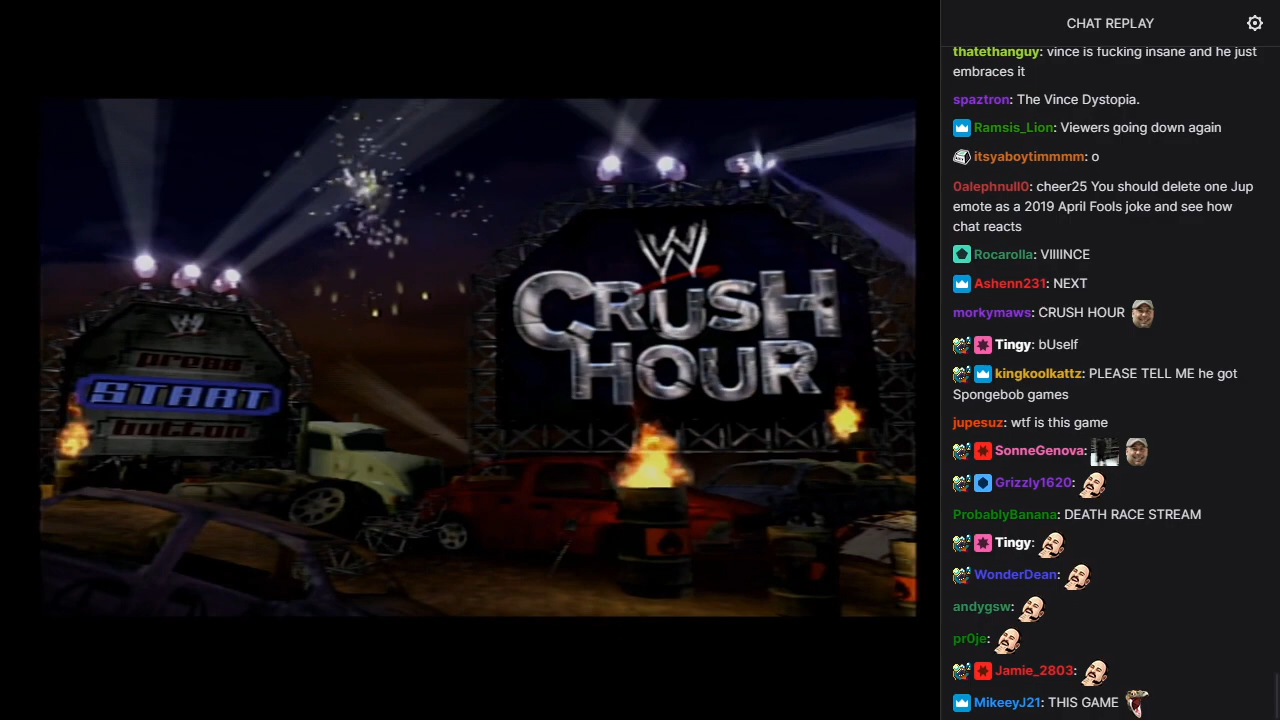 CHAT REPLAY
thatethanguy: vince is fucking insane and he just
embraces it
spaztron: The Vince Dystopia.
Ramsis_Lion: Viewers going down again
itsyaboytimmmm: o
0alephnull0: cheer25 You should delete one Jup
emote as a 2019 April Fools joke and see how
chat reacts
Rocarolla: VIIIINCE
Ashenn231: NEXT
morkymaws: CRUSH HOUR
Tingy: bUself
kingkoolkattz: PLEASE TELL ME he got
Spongebob games
jupesuz: wtf is this game
SonneGenova:
Grizzly1620:
ProbablyBanana: DEATH RACE STREAM
Tingy:
WonderDean:
andygsw:
pr0je:
Jamie_2803:
MikeeyJ21: THIS GAME
W
CRUSH
HOUR
press
START
button